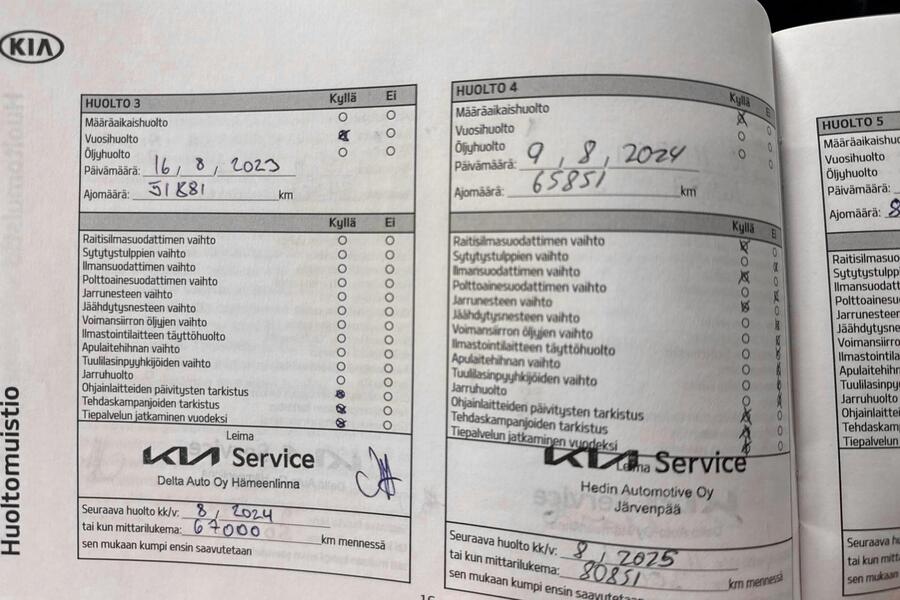 KIA
Huoltomuistio
HUOLTO 3 Kyllä Ei
Määräaikaishuolto
Vuosihuolto
Öljyhuolto
Päivämäärä: 16, 8, 2023
Ajomäärä: 51881 km
Kyllä Ei
Raitisilmasuodattimen vaihto
Sytytystulppien vaihto
Ilmansuodattimen vaihto
Polttoainesuodattimen vaihto
Jarrunesteen vaihto
Jäähdytysnesteen vaihto
Voimansiirron öljyjen vaihto
Ilmastointilaitteen täyttöhuolto
Apulaitehihnan vaihto
Tuulilasinpyyhkijöiden vaihto
Jarruhuolto
Ohjainlaitteiden päivitysten tarkistus
Tehdaskampanjoiden tarkistus
Tiepalvelun jatkaminen vuodeksi
Leima
KIA Service
Delta Auto Oy Hämeenlinna
Seuraava huolto kk/v: 8, 2024
tai kun mittarilukema: 67000 km mennessä
sen mukaan kumpi ensin saavutetaan
HUOLTO 4 Kyllä Ei
Määräaikaishuolto
Vuosihuolto
Öljyhuolto
Päivämäärä: 9, 8, 2024
Ajomäärä: 65851 km
Kyllä Ei
Raitisilmasuodattimen vaihto
Sytytystulppien vaihto
Ilmansuodattimen vaihto
Polttoainesuodattimen vaihto
Jarrunesteen vaihto
Jäähdytysnesteen vaihto
Voimansiirron öljyjen vaihto
Ilmastointilaitteen täyttöhuolto
Apulaitehihnan vaihto
Tuulilasinpyyhkijöiden vaihto
Jarruhuolto
Ohjainlaitteiden päivitysten tarkistus
Tehdaskampanjoiden tarkistus
Tiepalvelun jatkaminen vuodeksi
Leima
KIA Service
Hedin Automotive Oy
Järvenpää
Seuraava huolto kk/v: 8, 2025
tai kun mittarilukema: 80851 km mennessä
sen mukaan kumpi ensin saavutetaan
HUOLTO 5
Vuosihuolto
Öljyhuolto
Päivämäärä:
Ajomäärä: 8
Jarruhuolto